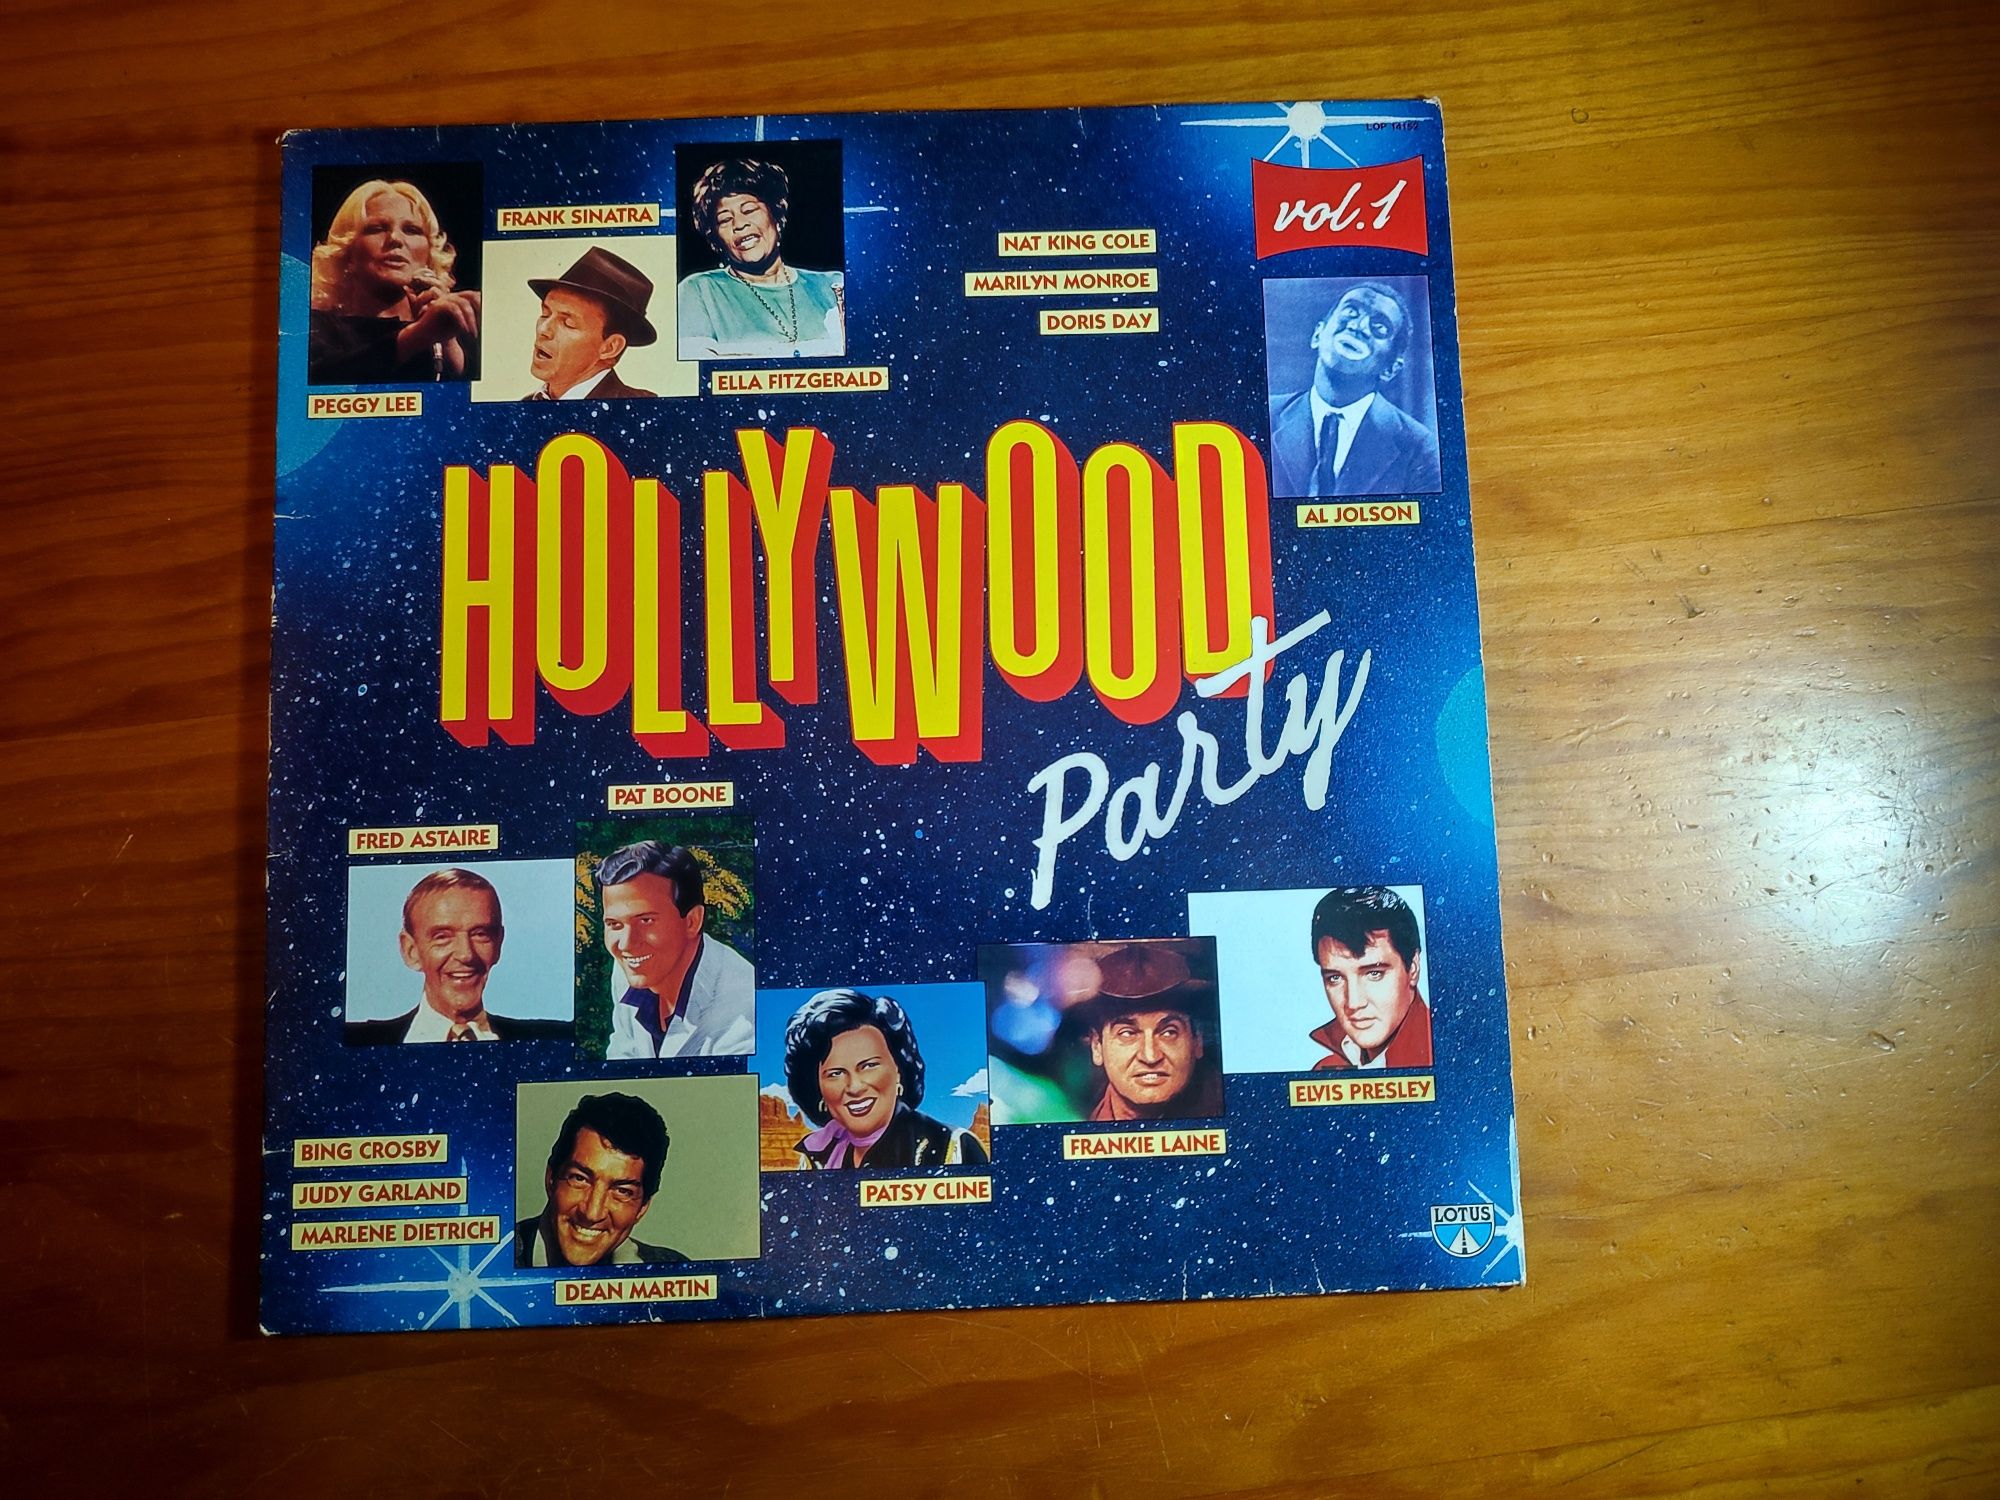 LOP 14152
vol.1
FRANK SINATRA
NAT KING COLE
MARILYN MONROE
DORIS DAY
ELLA FITZGERALD
PEGGY LEE
AL JOLSON
HOLLYWOOD
Party
PAT BOONE
FRED ASTAIRE
ELVIS PRESLEY
FRANKIE LAINE
BING CROSBY
JUDY GARLAND
MARLENE DIETRICH
PATSY CLINE
DEAN MARTIN
LOTUS